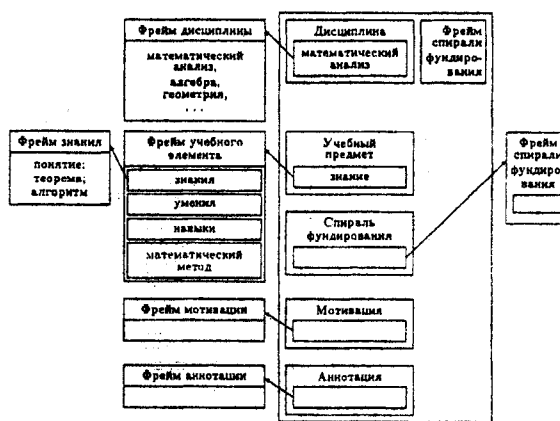 Фрейм дисциплины
математический
анализ,
алгебра,
геометрия,
. . .
Дисциплина
математический
анализ
Фрейм
спирали
фундиро-
вания
Фрейм знания
понятие;
теорема;
алгоритм
Фрейм учебного
элемента
знания
умения
навыки
математический
метод
Учебный
предмет
знание
Спираль
фундирования
Фрейм
спирали
фундиро
вания
Фрейм мотивации
Мотивация
Фрейм аннотации
Аннотация